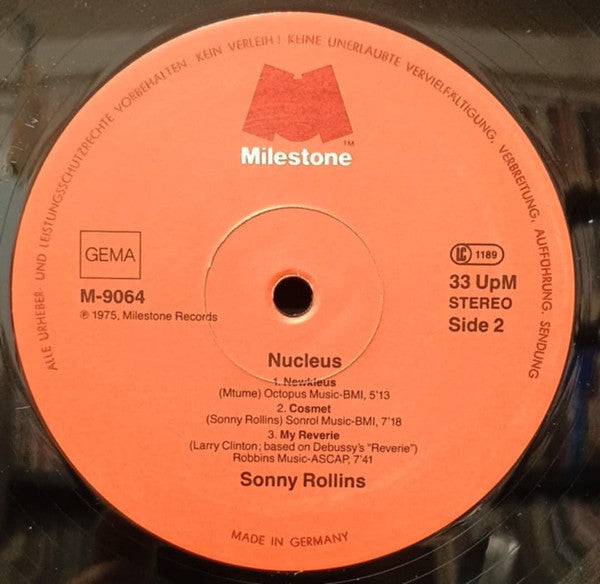 ALLE URHEBER- UND LEISTUNGSSCHUTZRECHTE VORBEHALTEN. KEIN VERLEIH! KEINE UNERLAUBTE VERVIELFÄLTIGUNG, VERBREITUNG, AUFFÜHRUNG, SENDUNG
TM
Milestone
GEMA
M-9064
℗ 1975, Milestone Records
LC 1189
33 UpM
STEREO
Side 2
Nucleus
1. Newkleus
(Mtume) Octopus Music-BMI, 5'13
2. Cosmet
(Sonny Rollins) Sonrol Music-BMI, 7'18
3. My Reverie
(Larry Clinton; based on Debussy's "Reverie")
Robbins Music-ASCAP, 7'41
Sonny Rollins
MADE IN GERMANY